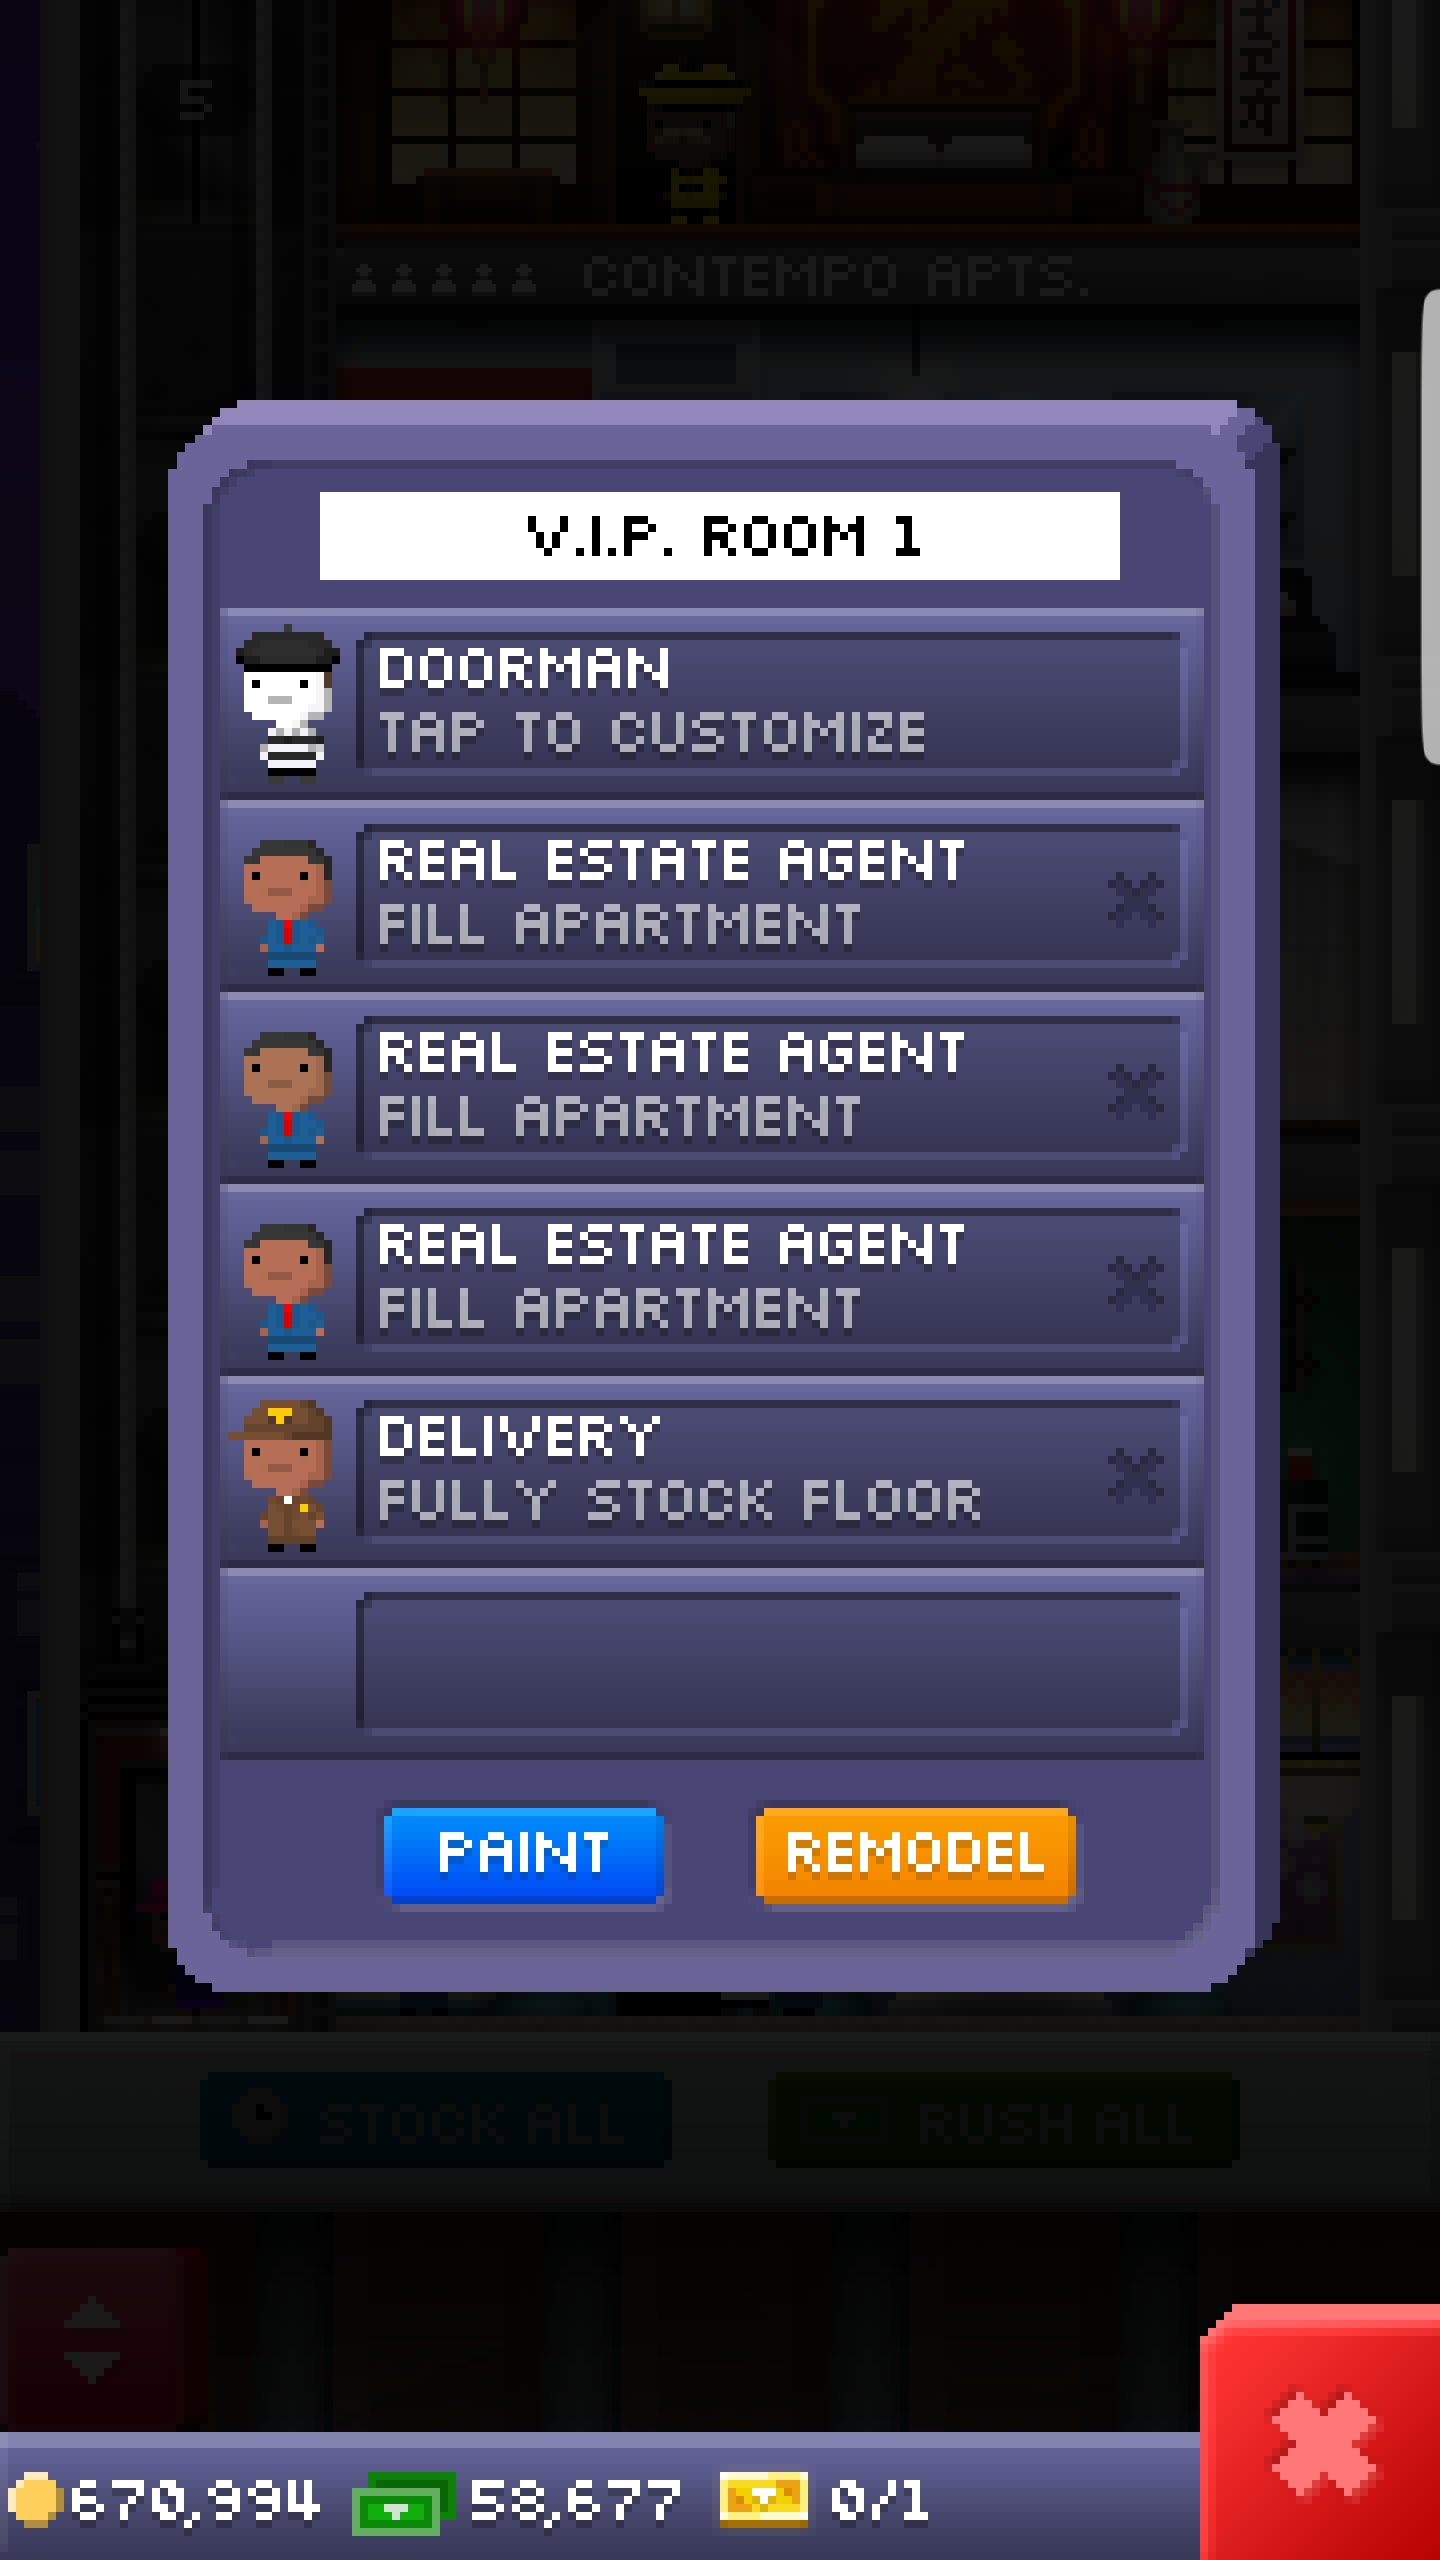 5
CONTEMPO APTS.
V.I.P. ROOM 1
DOORMAN
TAP TO CUSTOMIZE
REAL ESTATE AGENT
FILL APARTMENT
REAL ESTATE AGENT
FILL APARTMENT
REAL ESTATE AGENT
FILL APARTMENT
DELIVERY
FULLY STOCK FLOOR
PAINT REMODEL
STOCK ALL RUSH ALL
670,994 58,677 0/1